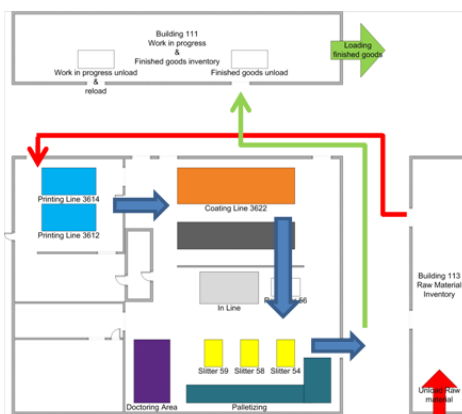 Building 111
Work in progress
&
Finished goods inventory
Loading
finished goods
Work in progress unload
&
reload
Finished goods unload
Printing Line 3614
Printing Line 3612
Coating Line 3622
Building 113
Raw Material
Inventory
In Line
56
Slitter 59
Slitter 58
Slitter 54
Doctoring Area
Palletizing
Unload Raw
material